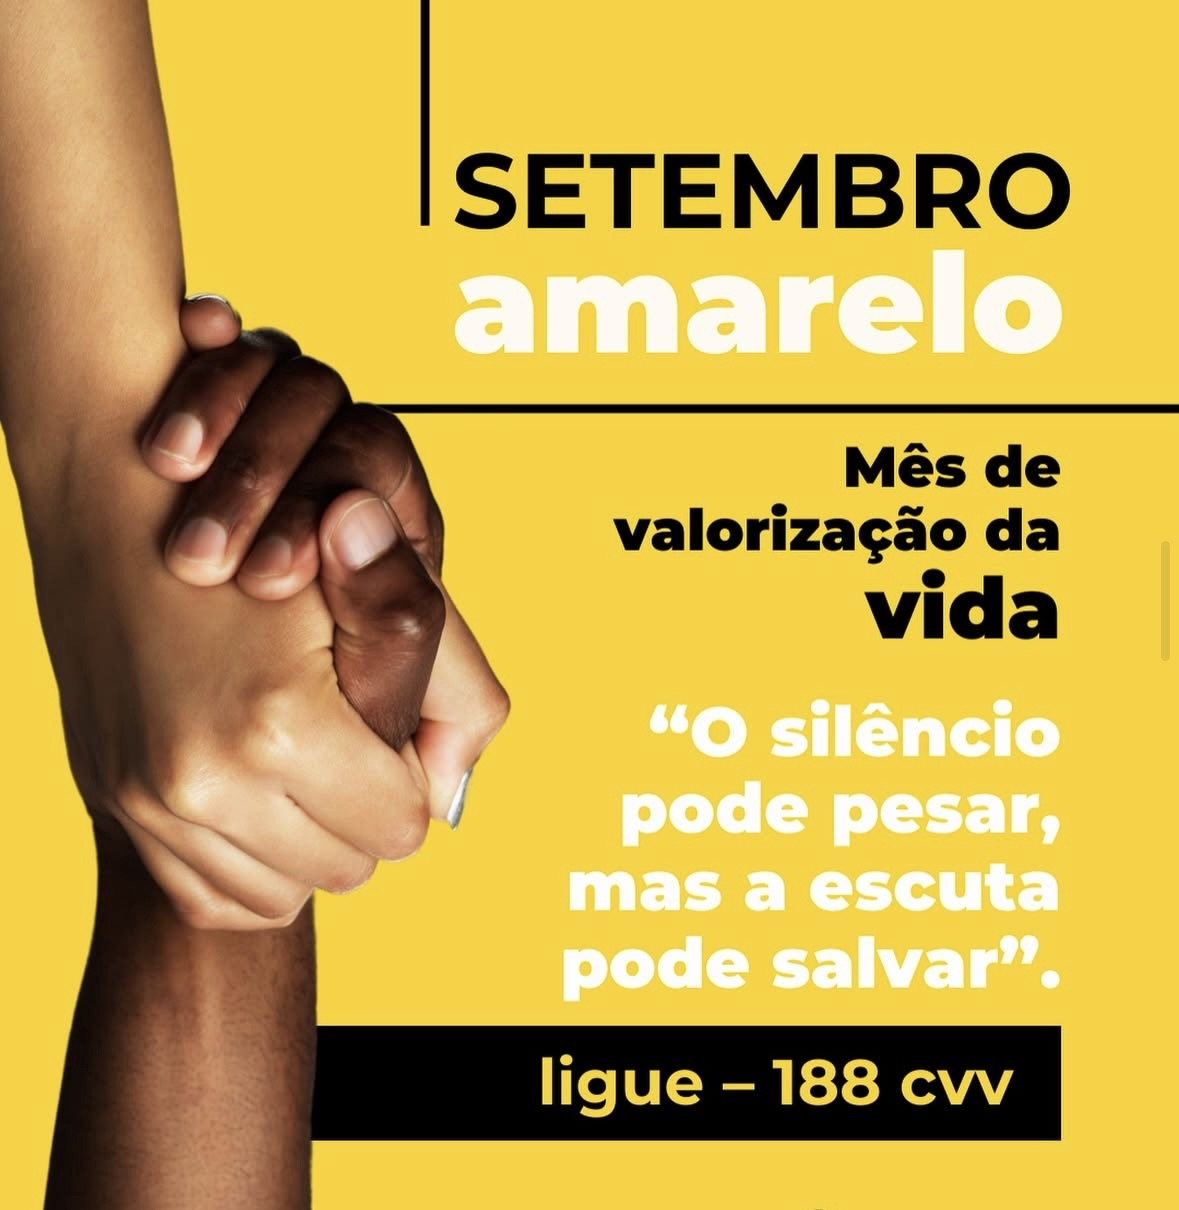 SETEMBRO
amarelo
Mês de
valorização da
vida
“O silêncio
pode pesar,
mas a escuta
pode salvar”.
ligue – 188 cvv